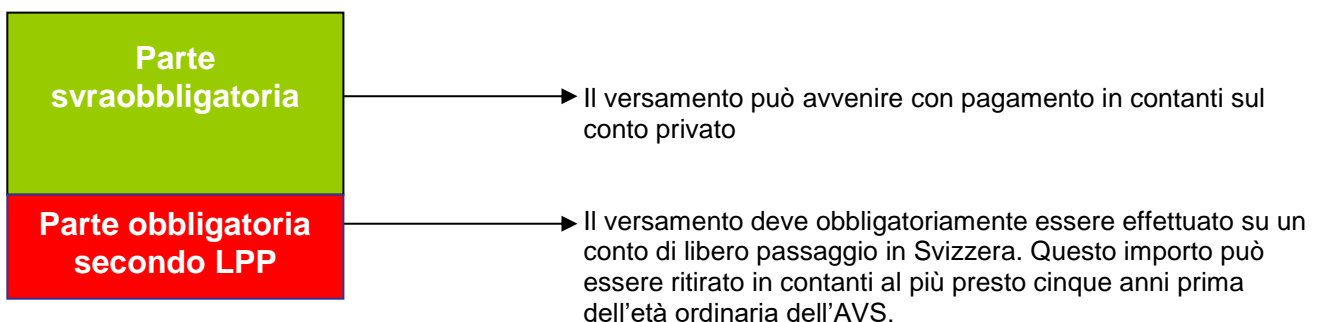 Parte
svraobbligatoria
Il versamento può avvenire con pagamento in contanti sul
conto privato
Parte obbligatoria
secondo LPP
Il versamento deve obbligatoriamente essere effettuato su un
conto di libero passaggio in Svizzera. Questo importo può
essere ritirato in contanti al più presto cinque anni prima
dell'età ordinaria dell'AVS.